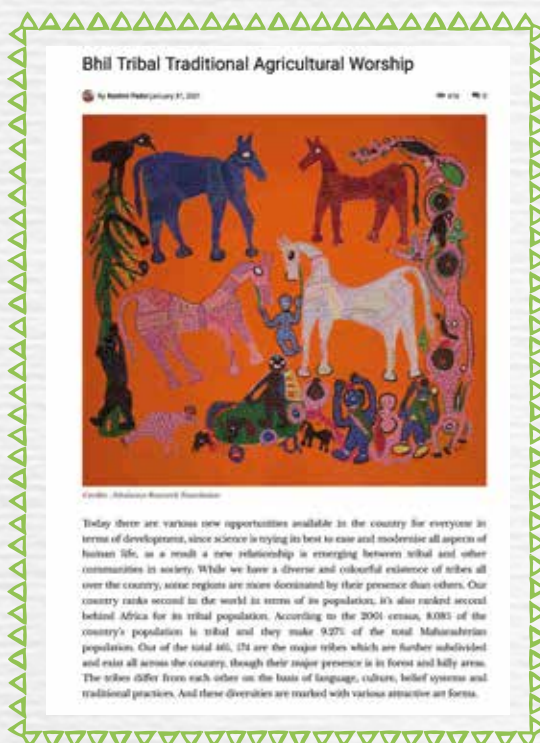 Bhil Tribal Traditional Agricultural Worship
By January 31, 2021
Credits: Research Foundation
Today there are various new opportunities available in the country for everyone in
terms of development, since science is trying its best to ease and modernise all aspects of
human life, as a result a new relationship is emerging between tribal and other
communities in society. While we have a diverse and colourful existence of tribes all
over the country, some regions are more dominated by their presence than others. Our
country ranks second in the world in terms of its population, it's also ranked second
behind Africa for its tribal population. According to the 2001 census, 8.08% of the
country's population is tribal and they make 9.27% of the total Maharashtrian
population. Out of the total 461, 174 are the major tribes which are further subdivided
and exist all across the country, though their major presence is in forest and hilly areas.
The tribes differ from each other on the basis of language, culture, belief systems and
traditional practices. And these diversities are marked with various attractive art forms.